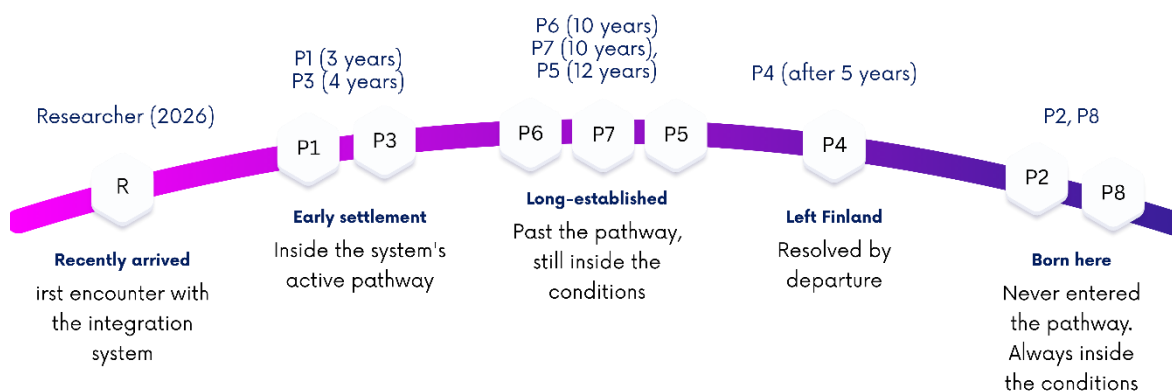 Researcher (2026)
R
Recently arrived
irst encounter with
the integration
system
P1 (3 years)
P3 (4 years)
P1
P3
Early settlement
Inside the system's
active pathway
P6 (10 years)
P7 (10 years),
P5 (12 years)
P6
P7
P5
Long-established
Past the pathway,
still inside the
conditions
P4 (after 5 years)
P4
Left Finland
Resolved by
departure
P2, P8
P2
P8
Born here
Never entered
the pathway.
Always inside
the conditions